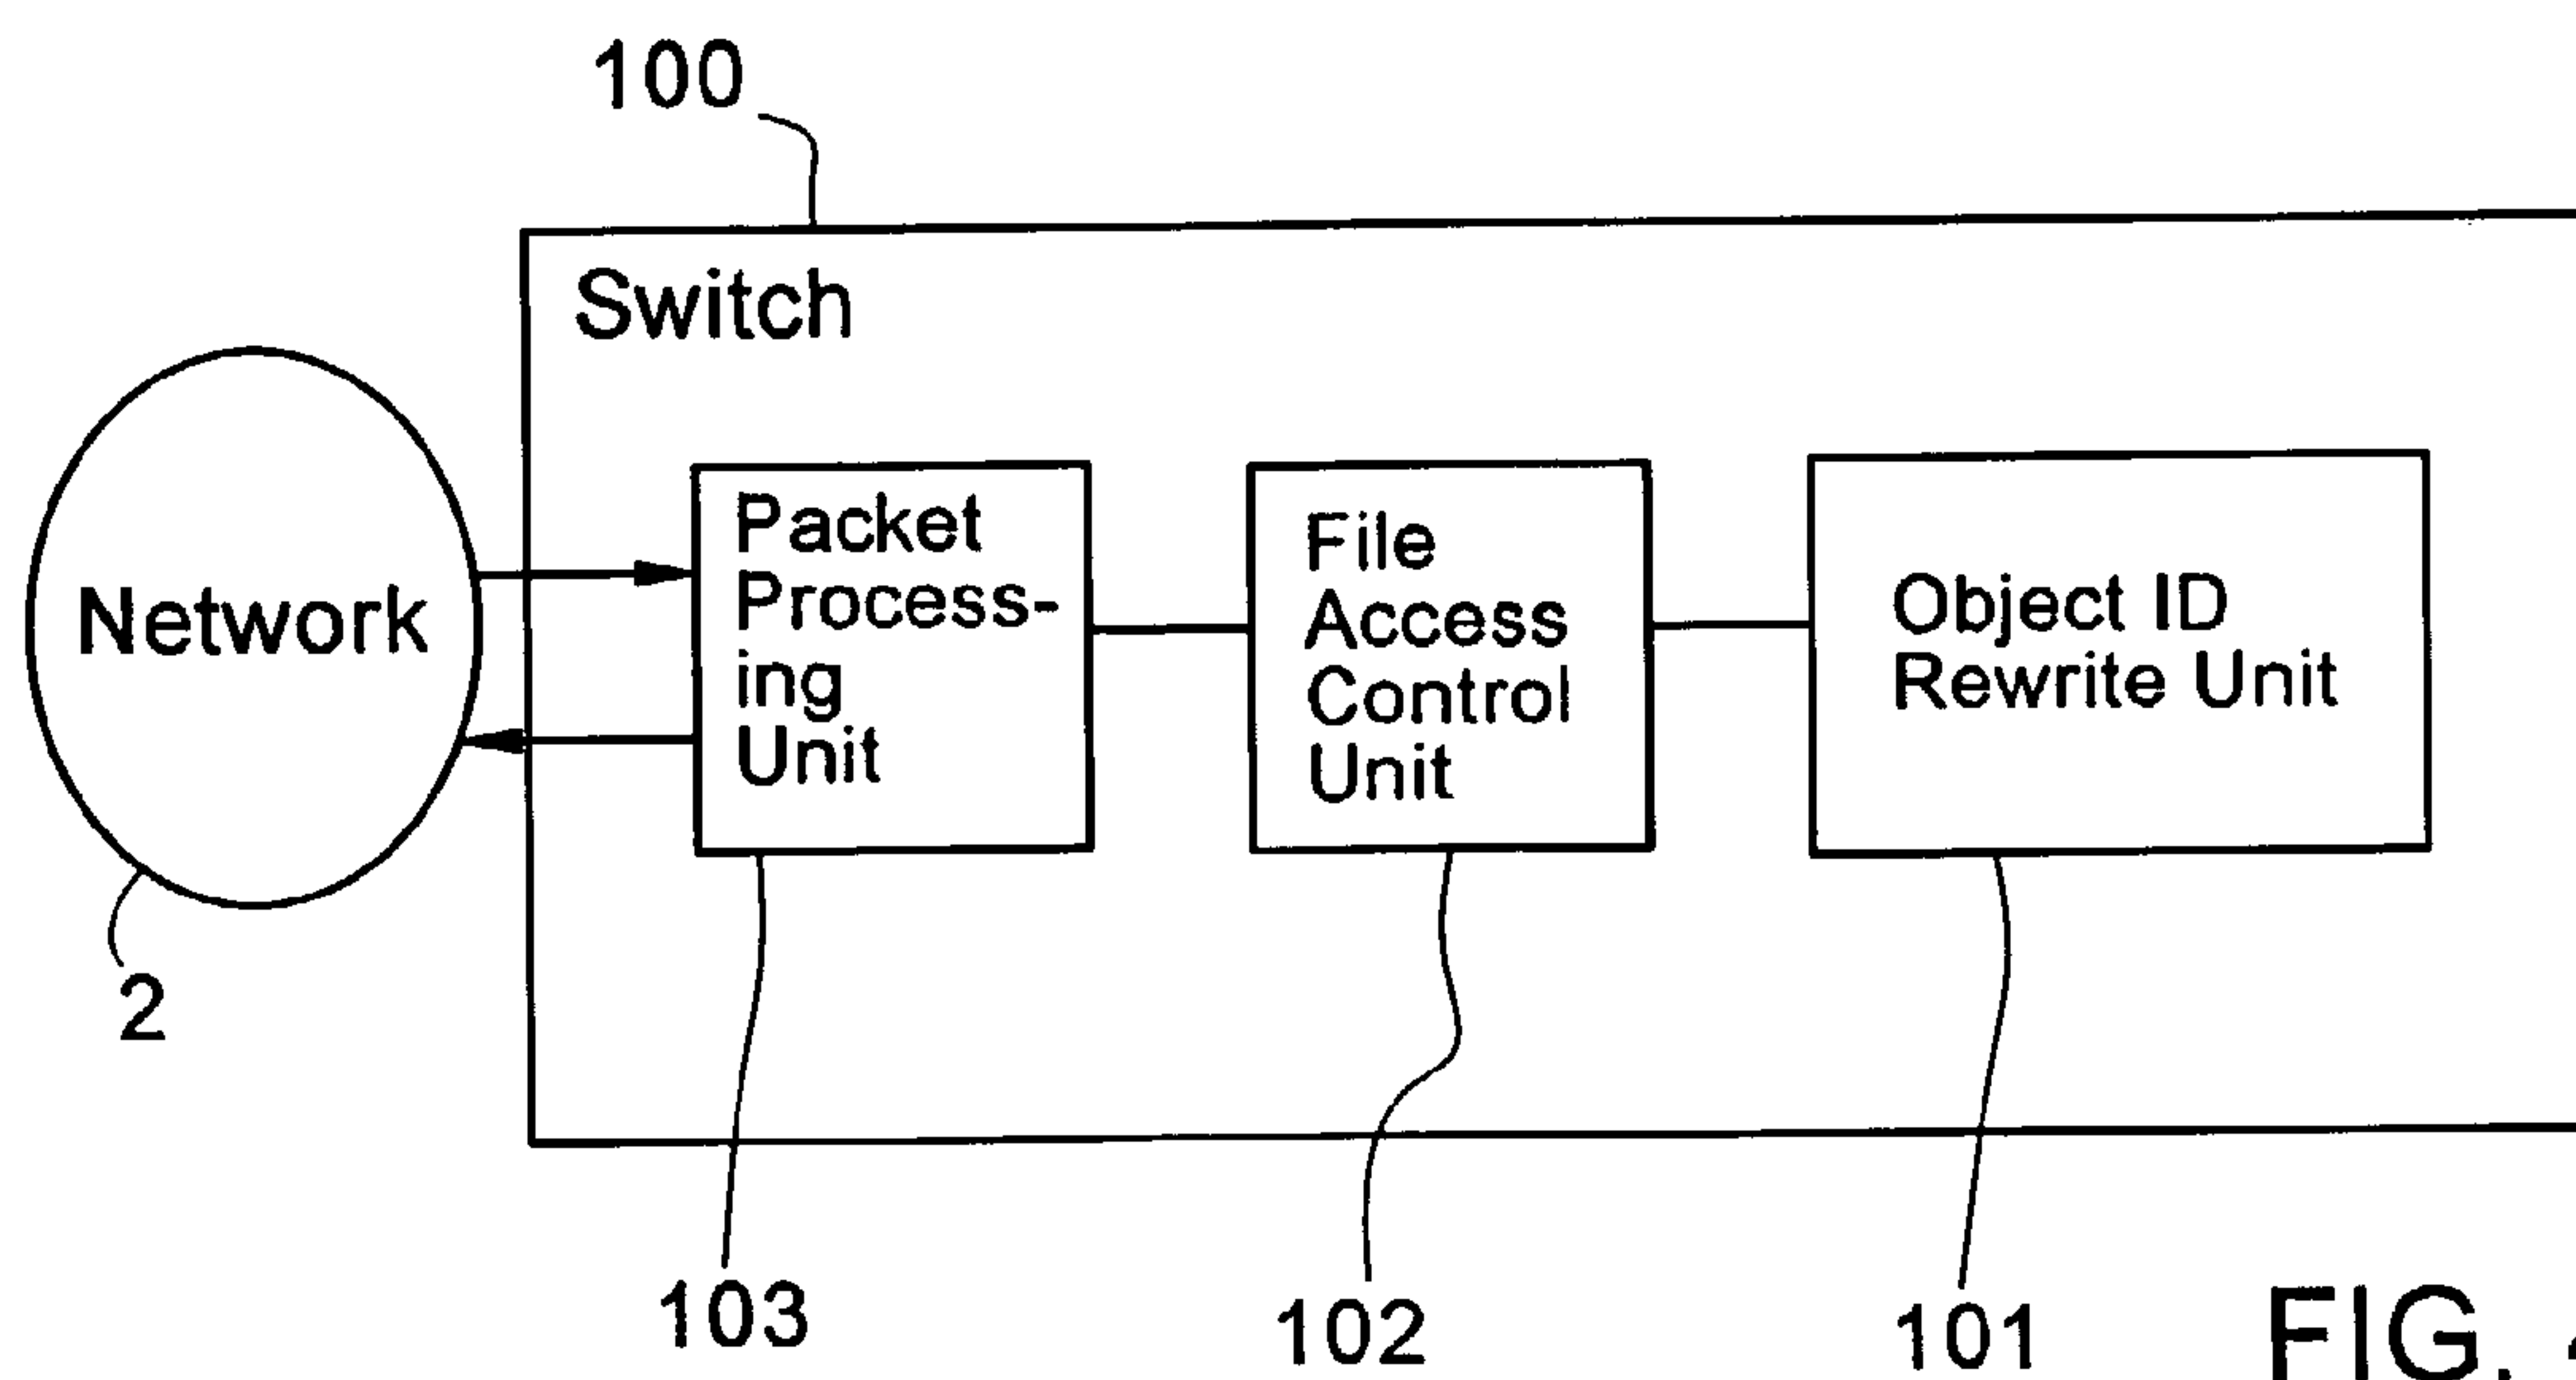 100
Switch
Network
Packet
Process-
ing
Unit
File
Access
Control
Unit
Object ID
Rewrite Unit
2
103
102
101
FIG.